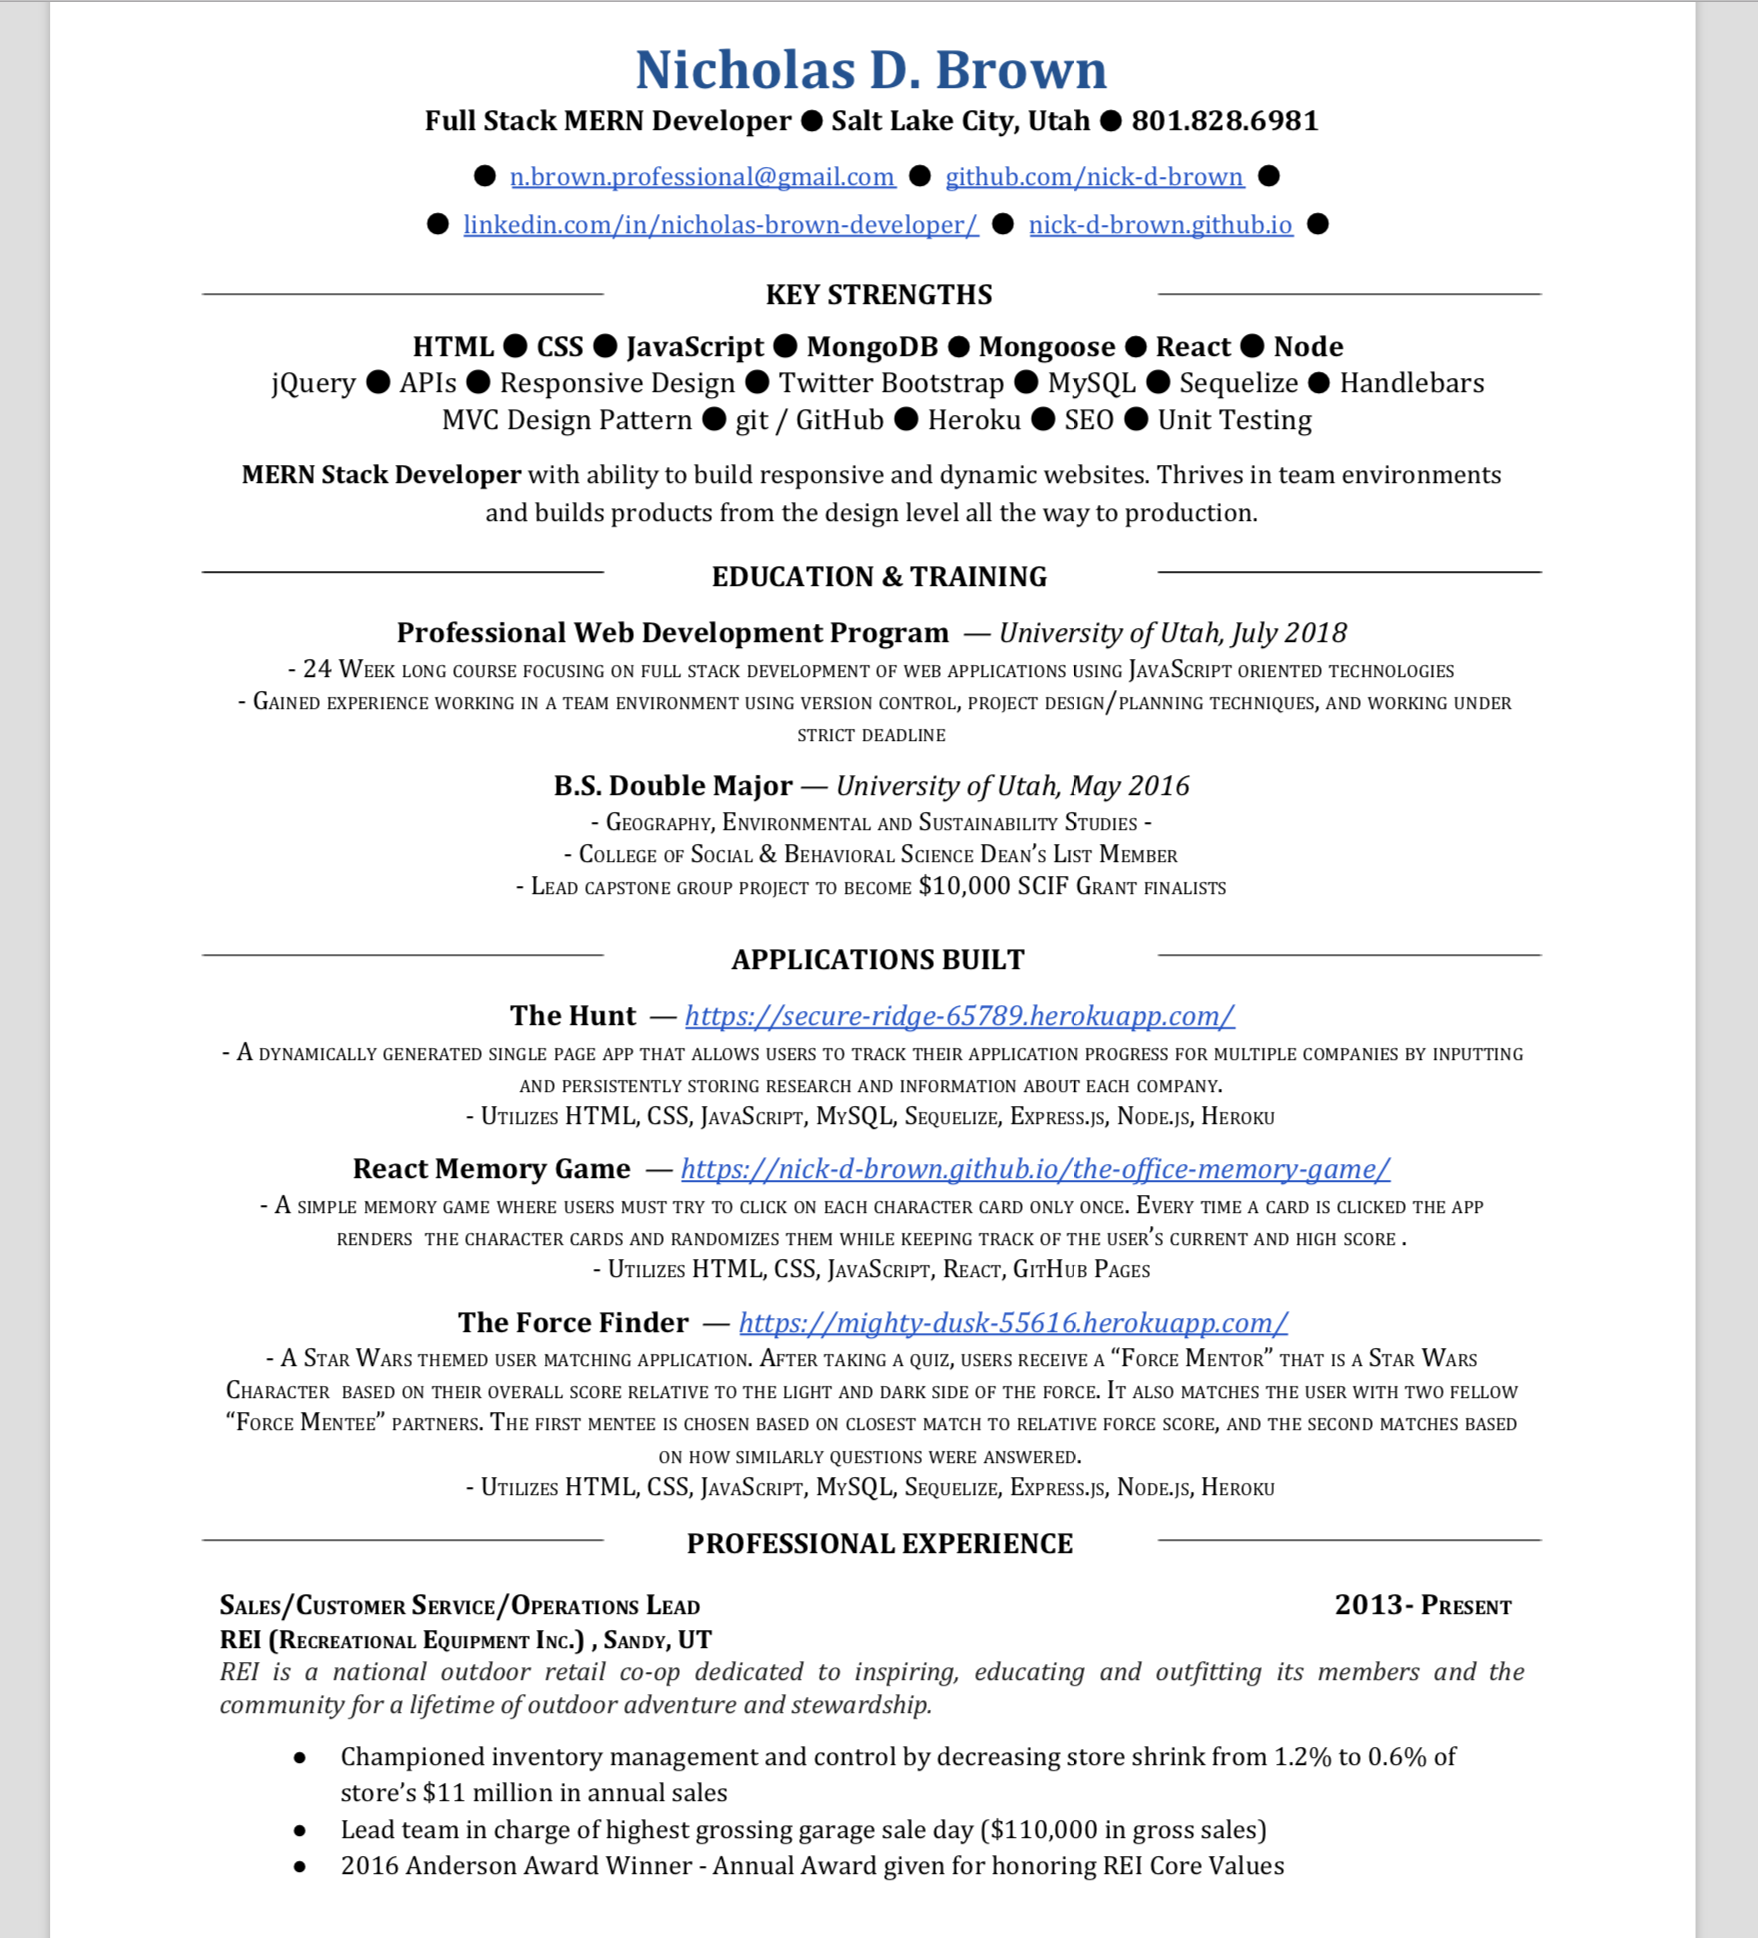 Nicholas D. Brown
Full Stack MERN Developer ● Salt Lake City, Utah ● 801.828.6981
● n.brown.professional@gmail.com ● github.com/nick-d-brown ●
● linkedin.com/in/nicholas-brown-developer/ ● nick-d-brown.github.io ●
KEY STRENGTHS
HTML ● CSS ● JavaScript ● MongoDB ● Mongoose ● React ● Node
jQuery ● APIs ● Responsive Design ● Twitter Bootstrap ● MySQL ● Sequelize ● Handlebars
MVC Design Pattern ● git / GitHub ● Heroku ● SEO ● Unit Testing
MERN Stack Developer with ability to build responsive and dynamic websites. Thrives in team environments
and builds products from the design level all the way to production.
EDUCATION & TRAINING
Professional Web Development Program — University of Utah, July 2018
- 24 Week long course focusing on full stack development of web applications using JavaScript oriented technologies
- Gained experience working in a team environment using version control, project design/planning techniques, and working under
strict deadline
B.S. Double Major — University of Utah, May 2016
- Geography, Environmental and Sustainability Studies -
- College of Social & Behavioral Science Dean’s List Member
- Lead capstone group project to become $10,000 SCIF Grant finalists
APPLICATIONS BUILT
The Hunt — https://secure-ridge-65789.herokuapp.com/
- A dynamically generated single page app that allows users to track their application progress for multiple companies by inputting
and persistently storing research and information about each company.
- Utilizes HTML, CSS, JavaScript, MySQL, Sequelize, Express.js, Node.js, Heroku
React Memory Game — https://nick-d-brown.github.io/the-office-memory-game/
- A simple memory game where users must try to click on each character card only once. Every time a card is clicked the app
renders the character cards and randomizes them while keeping track of the user’s current and high score .
- Utilizes HTML, CSS, JavaScript, React, GitHub Pages
The Force Finder — https://mighty-dusk-55616.herokuapp.com/
- A Star Wars themed user matching application. After taking a quiz, users receive a “Force Mentor” that is a Star Wars
Character based on their overall score relative to the light and dark side of the force. It also matches the user with two fellow
“Force Mentee” partners. The first mentee is chosen based on closest match to relative force score, and the second matches based
on how similarly questions were answered.
- Utilizes HTML, CSS, JavaScript, MySQL, Sequelize, Express.js, Node.js, Heroku
PROFESSIONAL EXPERIENCE
Sales/Customer Service/Operations Lead 2013- Present
REI (Recreational Equipment Inc.) , Sandy, UT
REI is a national outdoor retail co-op dedicated to inspiring, educating and outfitting its members and the
community for a lifetime of outdoor adventure and stewardship.
● Championed inventory management and control by decreasing store shrink from 1.2% to 0.6% of
store’s $11 million in annual sales
● Lead team in charge of highest grossing garage sale day ($110,000 in gross sales)
● 2016 Anderson Award Winner - Annual Award given for honoring REI Core Values